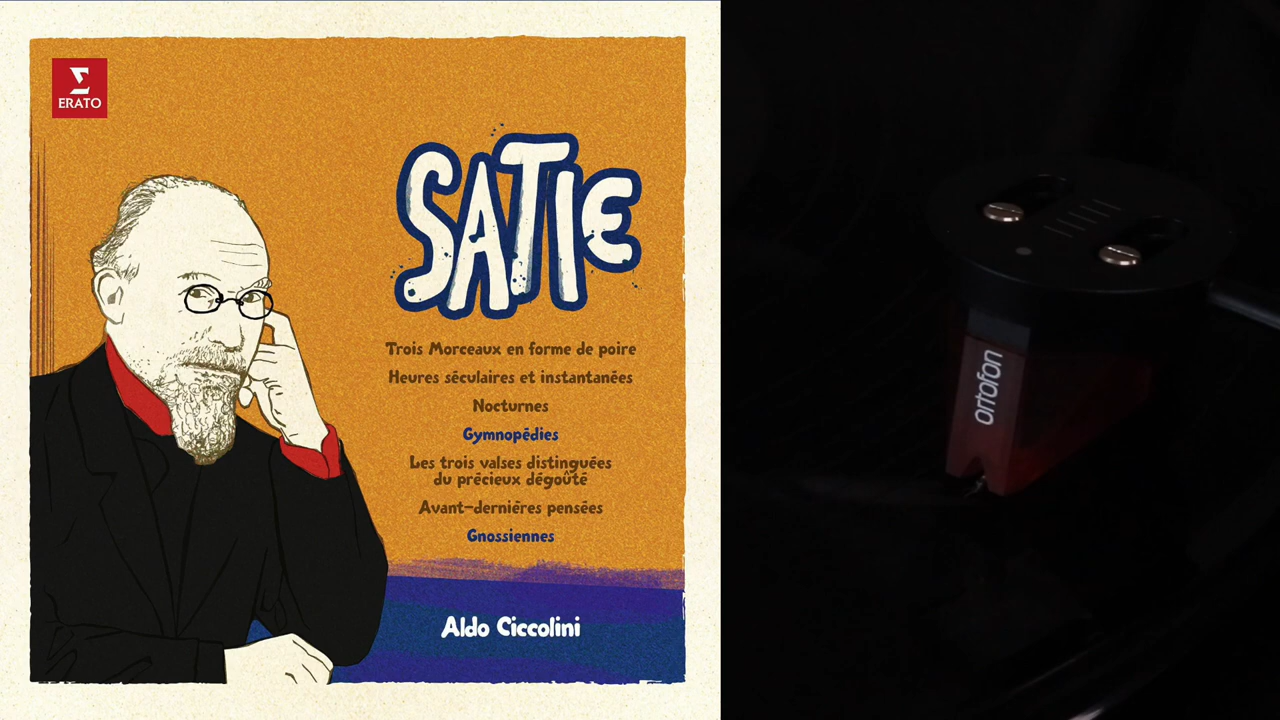 ERATO
SATIE
Trois Morceaux en forme de poire
Heures séculaires et instantanées
Nocturnes
Gymnopédies
Les trois valses distinguées
du précieux dégoûté
Avant-derniéres pensées
Gnossiennes
Aldo Ciccolini
ortofon